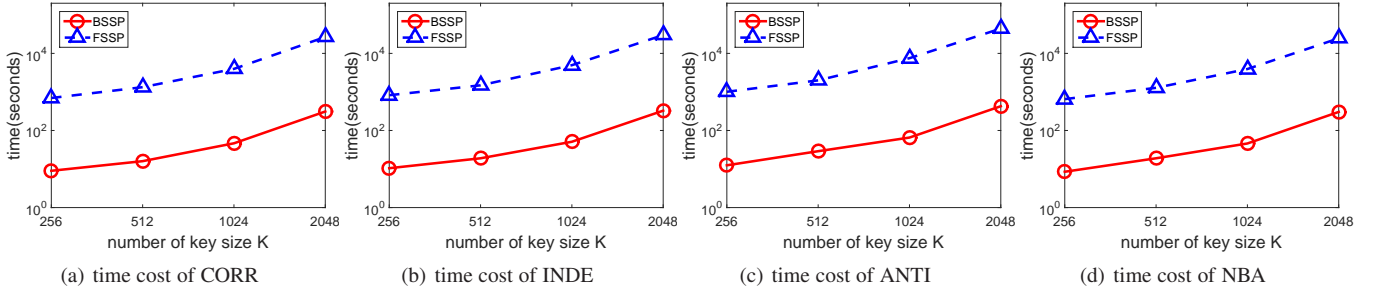 BSSP
FSSP
10^4
10^2
10^0
time(seconds)
256 512 1024 2048
number of key size K
(a) time cost of CORR
BSSP
FSSP
10^4
10^2
10^0
time(seconds)
256 512 1024 2048
number of key size K
(b) time cost of INDE
BSSP
FSSP
10^4
10^2
10^0
time(seconds)
256 512 1024 2048
number of key size K
(c) time cost of ANTI
BSSP
FSSP
10^4
10^2
10^0
time(seconds)
256 512 1024 2048
number of key size K
(d) time cost of NBA